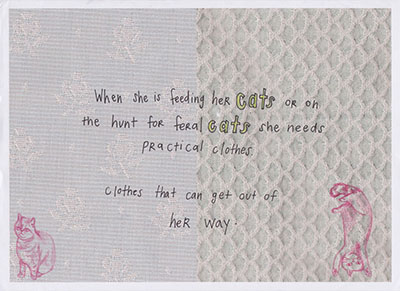 When she is feeding her cats or on
the hunt for feral cats she needs
practical clothes
clothes that can get out of
her way.